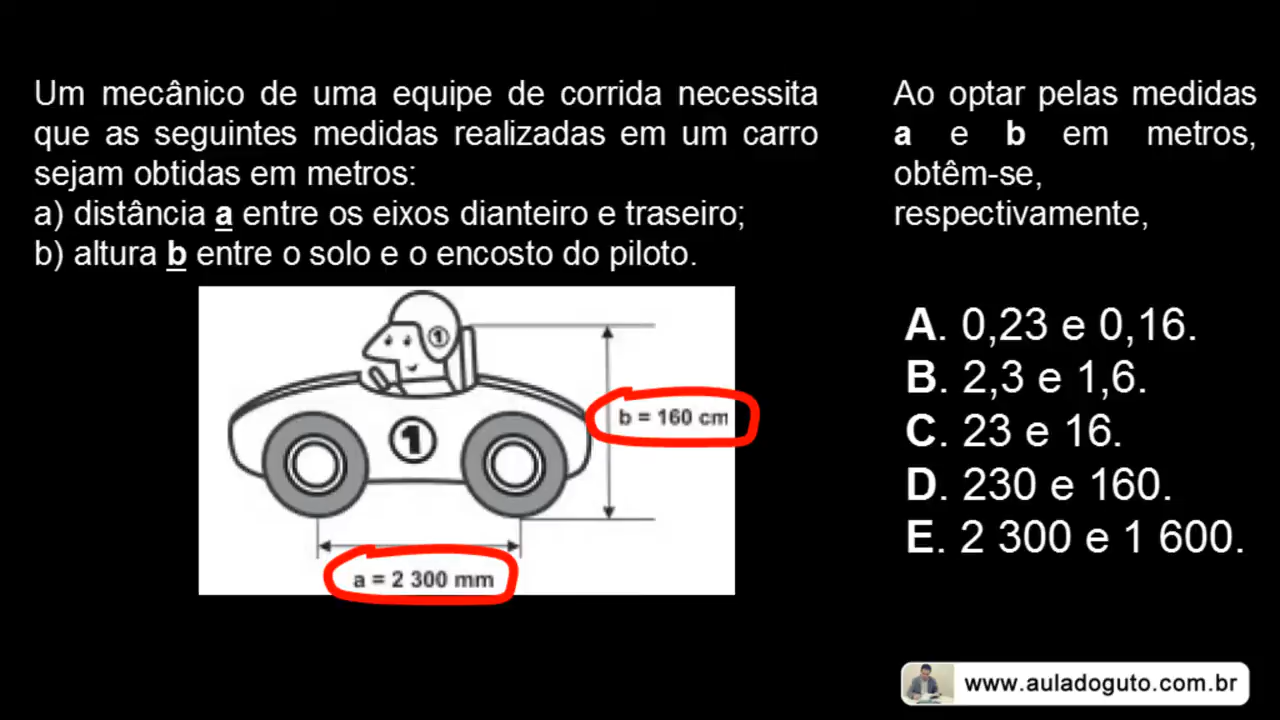 Um mecânico de uma equipe de corrida necessita
que as seguintes medidas realizadas em um carro
sejam obtidas em metros:
a) distância a entre os eixos dianteiro e traseiro;
b) altura b entre o solo e o encosto do piloto.
1
1
b = 160 cm
a = 2 300 mm
Ao optar pelas medidas
a e b em metros,
obtêm-se,
respectivamente,
A. 0,23 e 0,16.
B. 2,3 e 1,6.
C. 23 e 16.
D. 230 e 160.
E. 2 300 e 1 600.
www.auladoguto.com.br